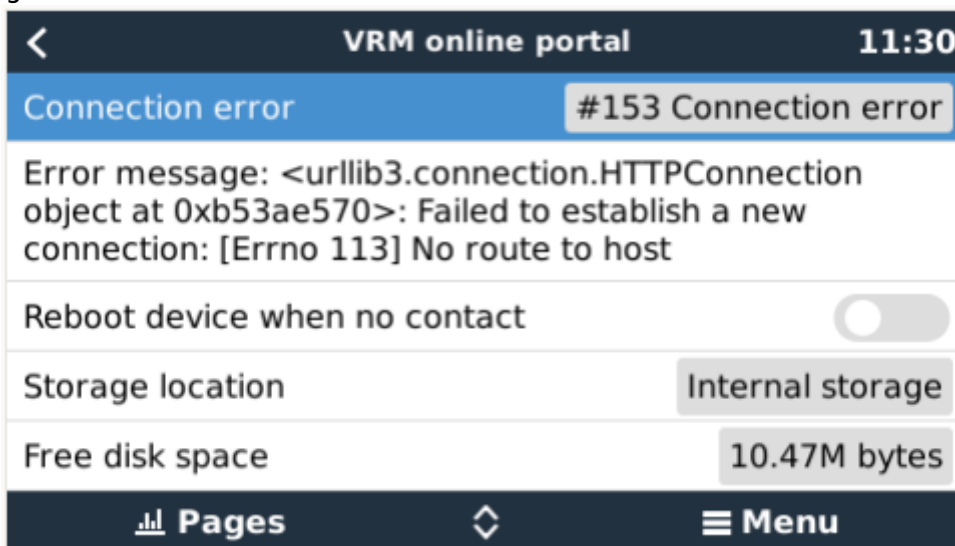 VRM online portal 11:30
Connection error #153 Connection error
Error message: <urllib3.connection.HTTPConnection
object at 0xb53ae570>: Failed to establish a new
connection: [Errno 113] No route to host
Reboot device when no contact
Storage location Internal storage
Free disk space 10.47M bytes
Pages Menu